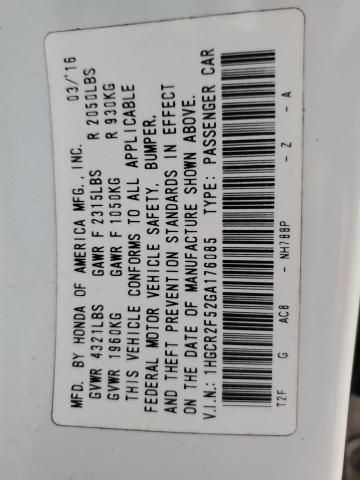 MFD. BY HONDA OF AMERICA MFG., INC. 03/'16
GVWR 4321LBS GAWR F 2315LBS R 2050LBS
GVWR 1960KG GAWR F 1050KG R 930KG
THIS VEHICLE CONFORMS TO ALL APPLICABLE
FEDERAL MOTOR VEHICLE SAFETY, BUMPER,
AND THEFT PREVENTION STANDARDS IN EFFECT
ON THE DATE OF MANUFACTURE SHOWN ABOVE.
V.I.N.: 1HGCR2F52GA176085 TYPE: PASSENGER CAR
T2F G AC8 - NH788P - Z - A